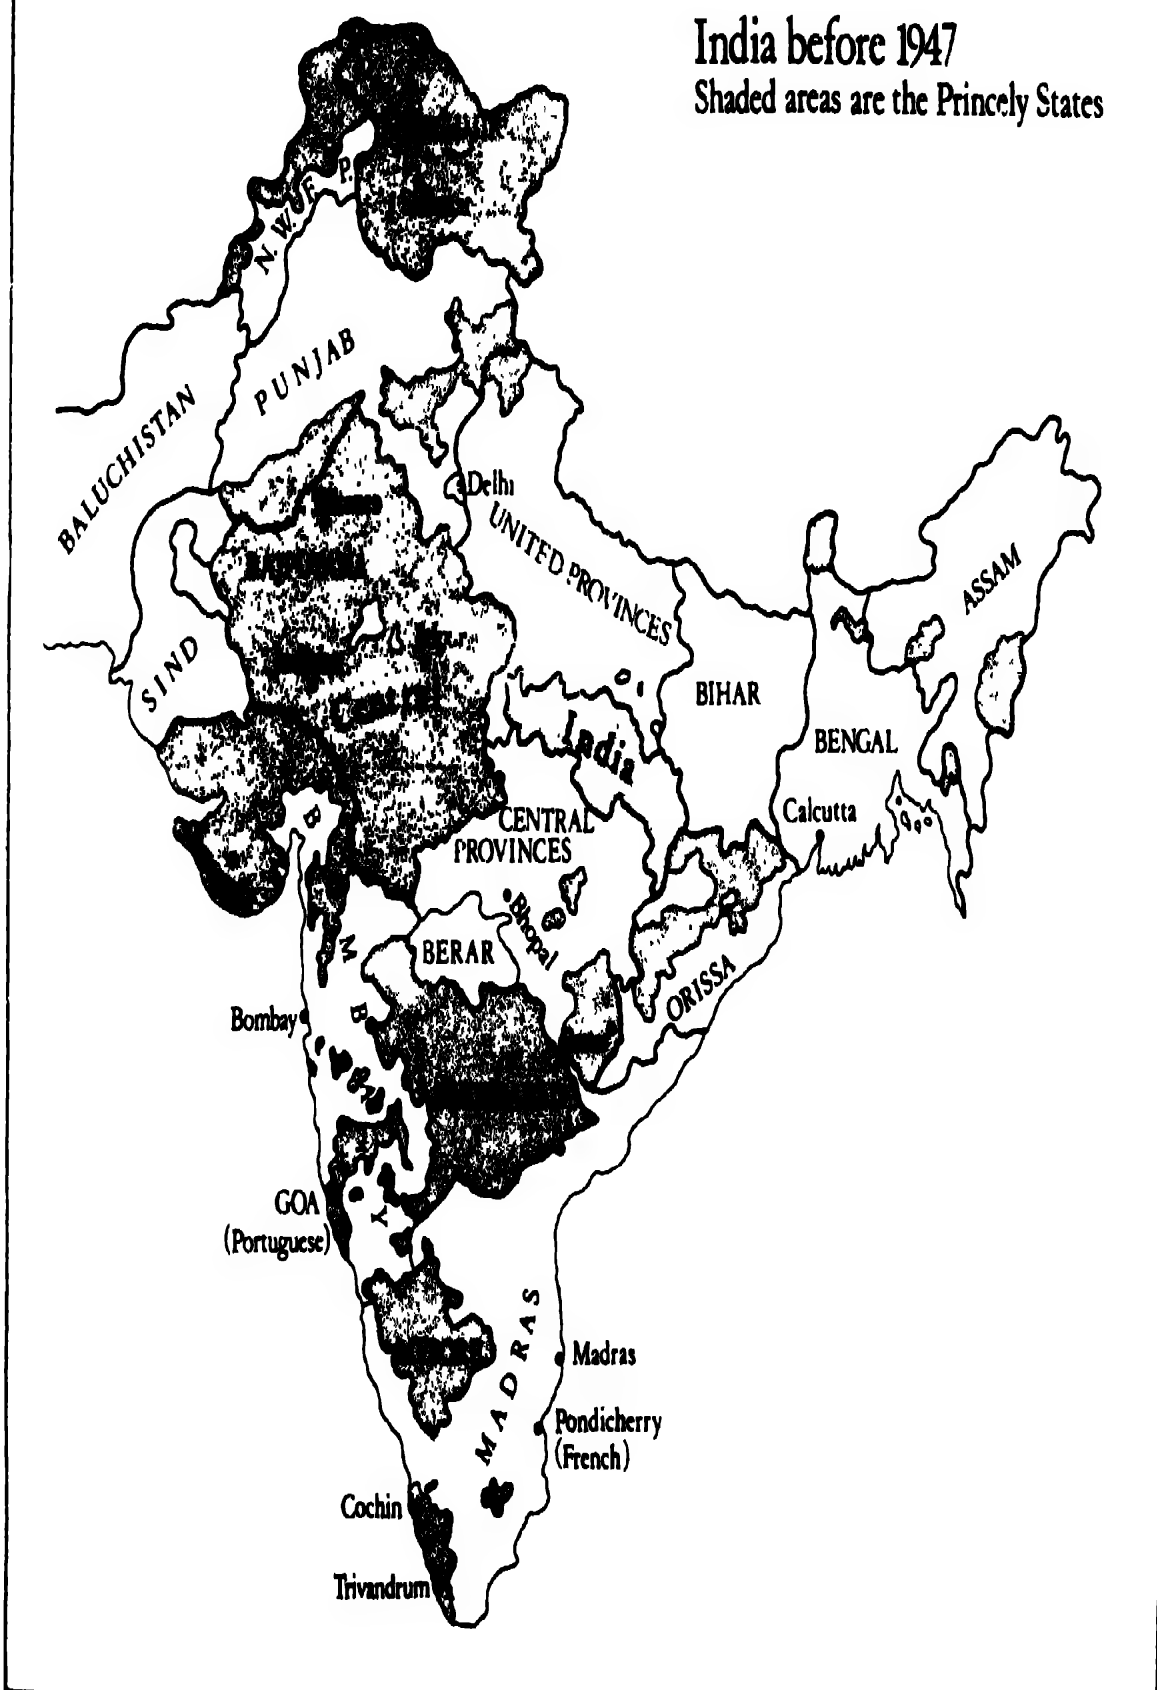 India before 1947
Shaded areas are the Princely States
N. W. F. P.
PUNJAB
BALUCHISTAN
Delhi
UNITED PROVINCES
ASSAM
SIND
BIHAR
Central
India
BENGAL
Calcutta
CENTRAL
PROVINCES
BOMBAY
Bhopal
BERAR
ORISSA
Bombay
GOA
(Portuguese)
MADRAS
Madras
Pondicherry
(French)
Cochin
Trivandrum